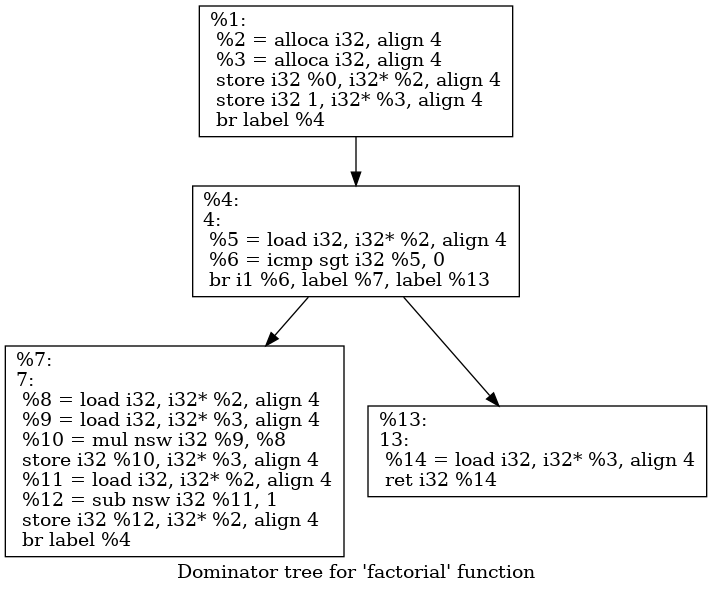 %1:
%2 = alloca i32, align 4
%3 = alloca i32, align 4
store i32 %0, i32* %2, align 4
store i32 1, i32* %3, align 4
br label %4
%4:
4:
%5 = load i32, i32* %2, align 4
%6 = icmp sgt i32 %5, 0
br i1 %6, label %7, label %13
%7:
7:
%8 = load i32, i32* %2, align 4
%9 = load i32, i32* %3, align 4
%10 = mul nsw i32 %9, %8
store i32 %10, i32* %3, align 4
%11 = load i32, i32* %2, align 4
%12 = sub nsw i32 %11, 1
store i32 %12, i32* %2, align 4
br label %4
%13:
13:
%14 = load i32, i32* %3, align 4
ret i32 %14
Dominator tree for 'factorial' function